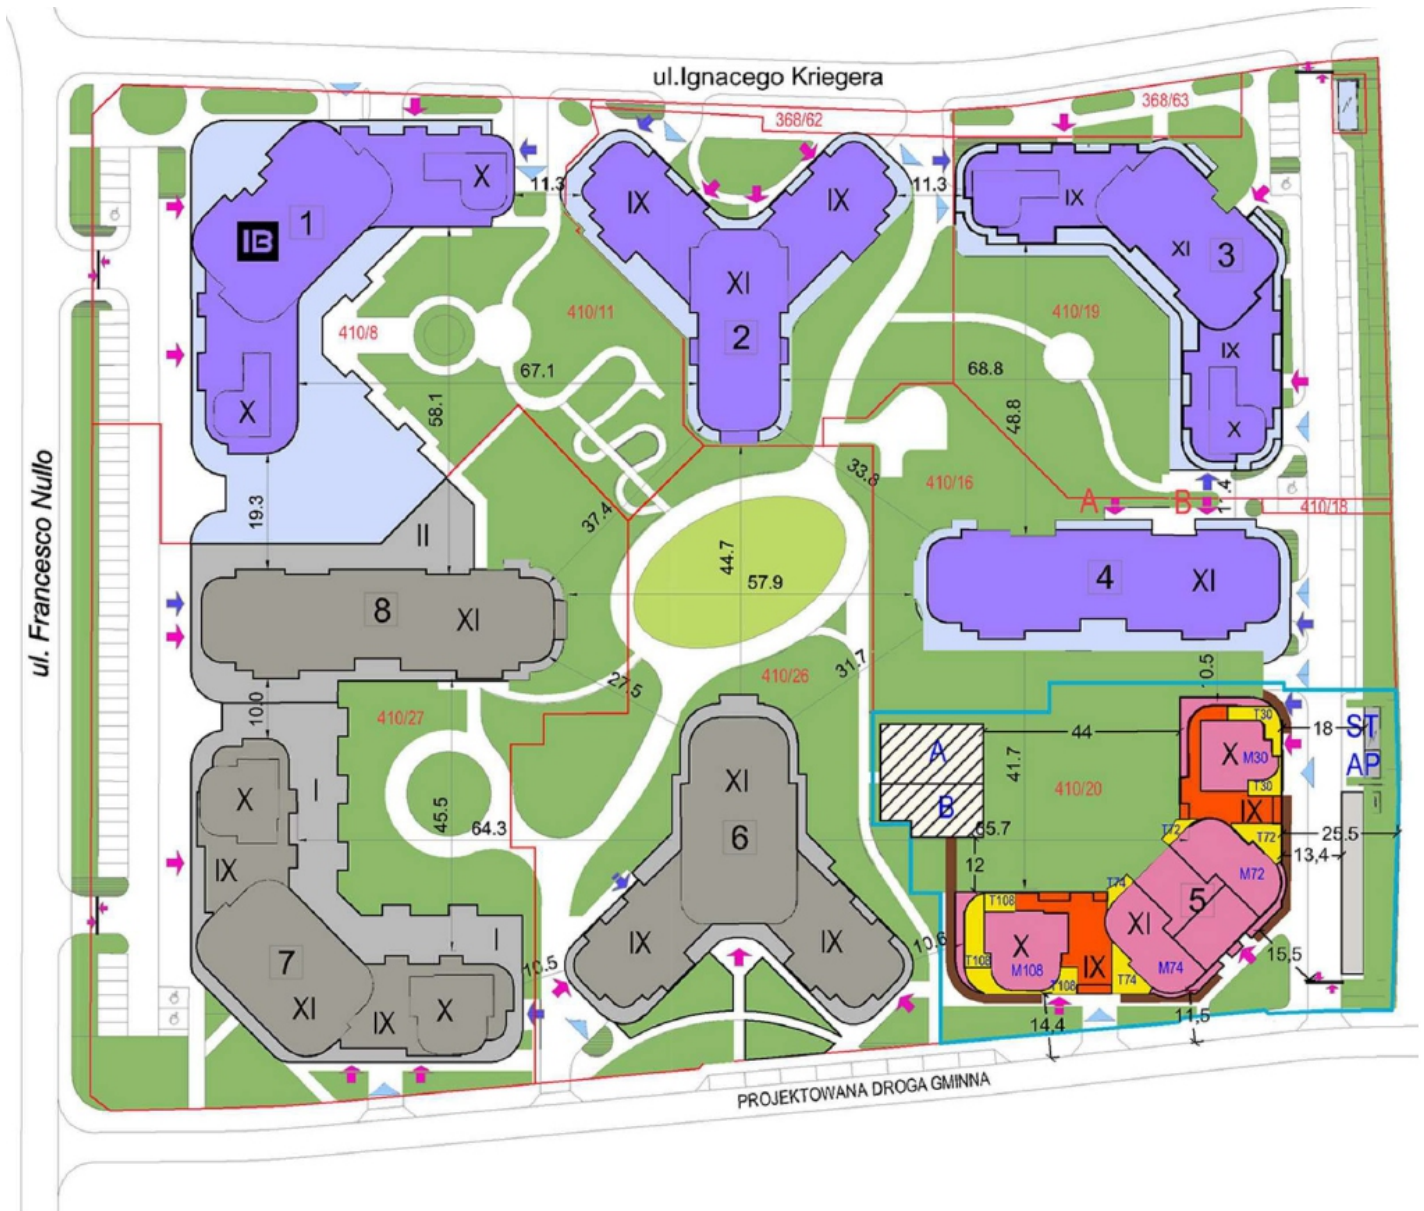 ul.Ignacego Kriegera
368/63
368/62
X
11.3
IX
IX
11.3
IX
1
IB
XI
XI
3
410/8
410/11
2
410/19
IX
67.1
68.8
X
58.1
48.8
X
ul. Francesco Nullo
19.3
33.8
410/16
A
B
410/18
II
37.4
44.7
57.9
8
XI
4
XI
27.5
410/26
31.7
10.0
410/27
44
18
ST
T30
X
M30
AP
T30
A
B
41.7
410/20
X
I
45.5
64.3
XI
6
IX
T72
T72
25.5
13,4
IX
12
M72
T74
5
T108
XI
7
I
IX
IX
10.6
X
M108
T108
T108
IX
M74
T74
15,5
10.5
XI
IX
X
14,4
11,5
PROJEKTOWANA DROGA GMINNA